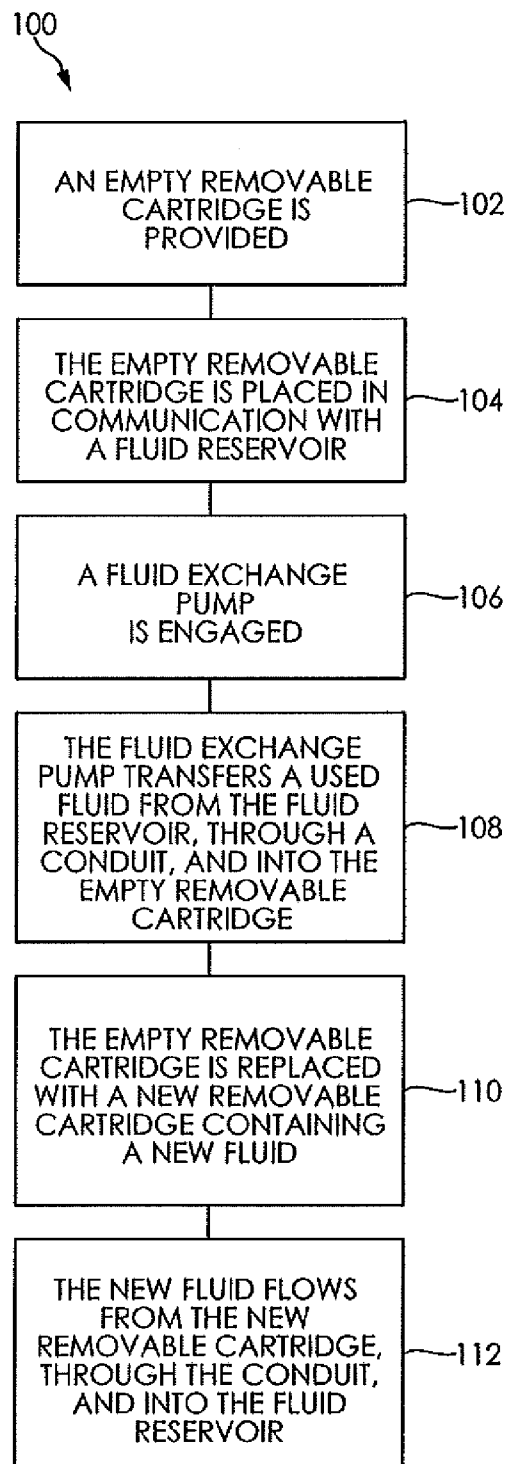 100
AN EMPTY REMOVABLE
CARTRIDGE IS
PROVIDED
102
THE EMPTY REMOVABLE
CARTRIDGE IS PLACED IN
COMMUNICATION WITH
A FLUID RESERVOIR
104
A FLUID EXCHANGE
PUMP
IS ENGAGED
106
THE FLUID EXCHANGE
PUMP TRANSFERS A USED
FLUID FROM THE FLUID
RESERVOIR, THROUGH A
CONDUIT, AND INTO THE
EMPTY REMOVABLE
CARTRIDGE
108
THE EMPTY REMOVABLE
CARTRIDGE IS REPLACED
WITH A NEW REMOVABLE
CARTRIDGE CONTAINING
A NEW FLUID
110
THE NEW FLUID FLOWS
FROM THE NEW
REMOVABLE CARTRIDGE,
THROUGH THE CONDUIT,
AND INTO THE FLUID
RESERVOIR
112